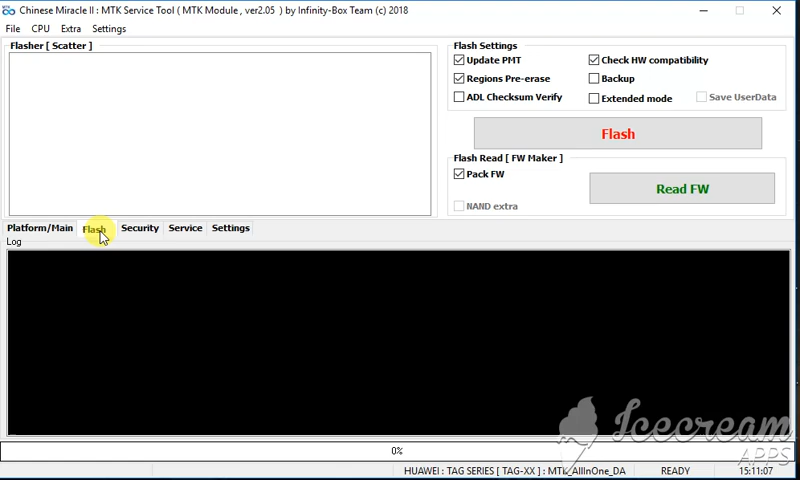 Chinese Miracle II : MTK Service Tool ( MTK Module , ver2.05 ) by Infinity-Box Team (c) 2018
File CPU Extra Settings
Flasher [ Scatter ]
Flash Settings
Update PMT
Check HW compatibility
Regions Pre-erase
Backup
ADL Checksum Verify
Extended mode
Save UserData
Flash
Flash Read [ FW Maker ]
Pack FW
Read FW
NAND extra
Platform/Main Flash Security Service Settings
Log
Icecream
APPS
0%
HUAWEI : TAG SERIES [ TAG-XX ] : MTK_AllInOne_DA READY 15:11:07